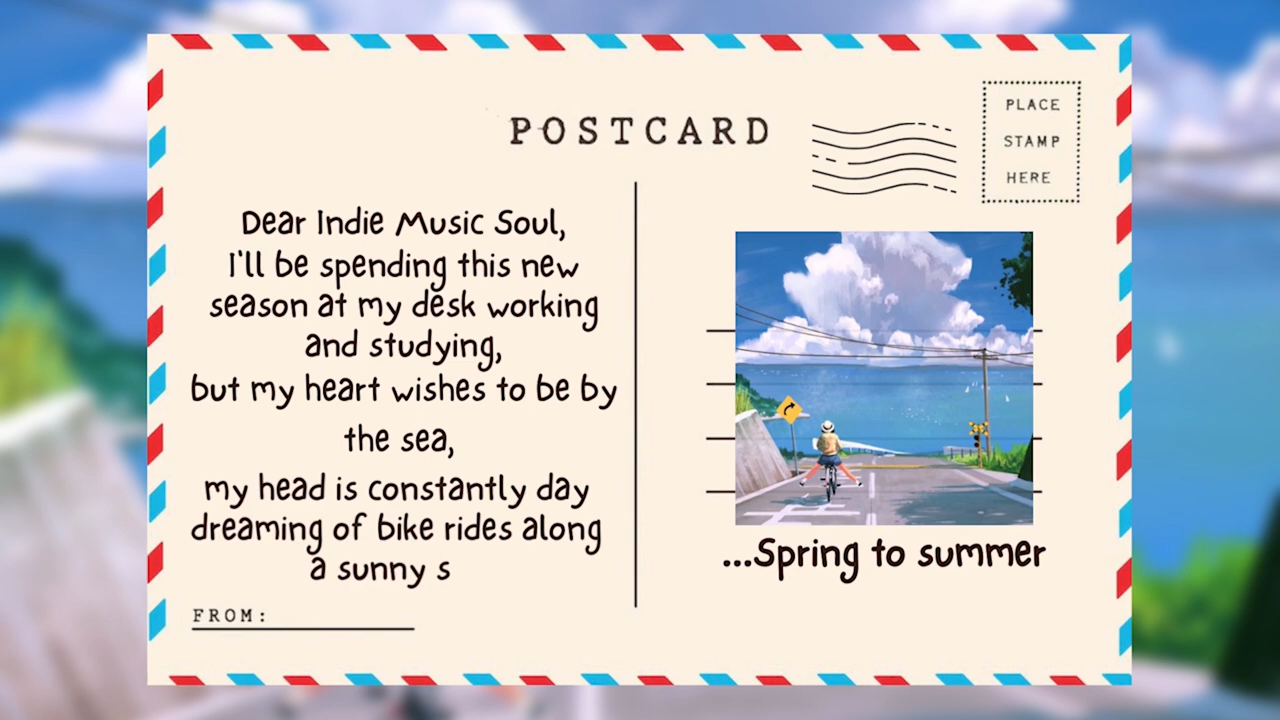 POSTCARD
PLACE
STAMP
HERE
Dear Indie Music Soul,
I'll be spending this new
season at my desk working
and studying,
but my heart wishes to be by
the sea,
my head is constantly day
dreaming of bike rides along
a sunny s
FROM:
...Spring to summer